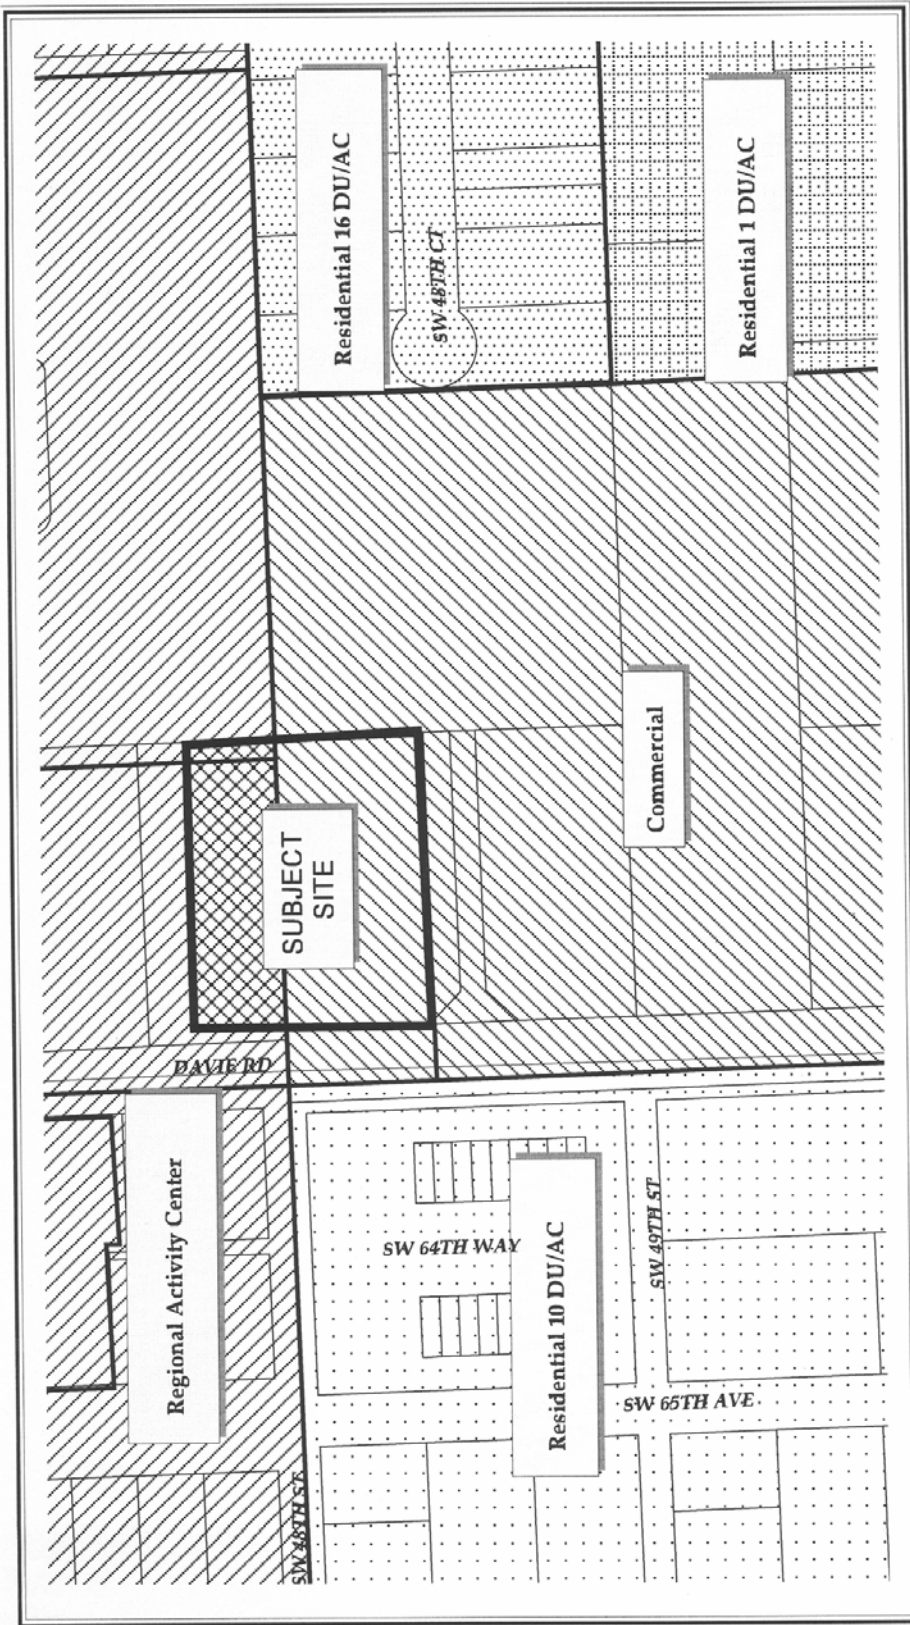 Residential 16 DU/AC
Residential 1 DU/AC
SW 48TH CT
SUBJECT
SITE
Commercial
DAVIE RD
Regional Activity Center
SW 64TH WAY
SW 49TH ST
Residential 10 DU/AC
SW 65TH AVE
SW 48TH ST